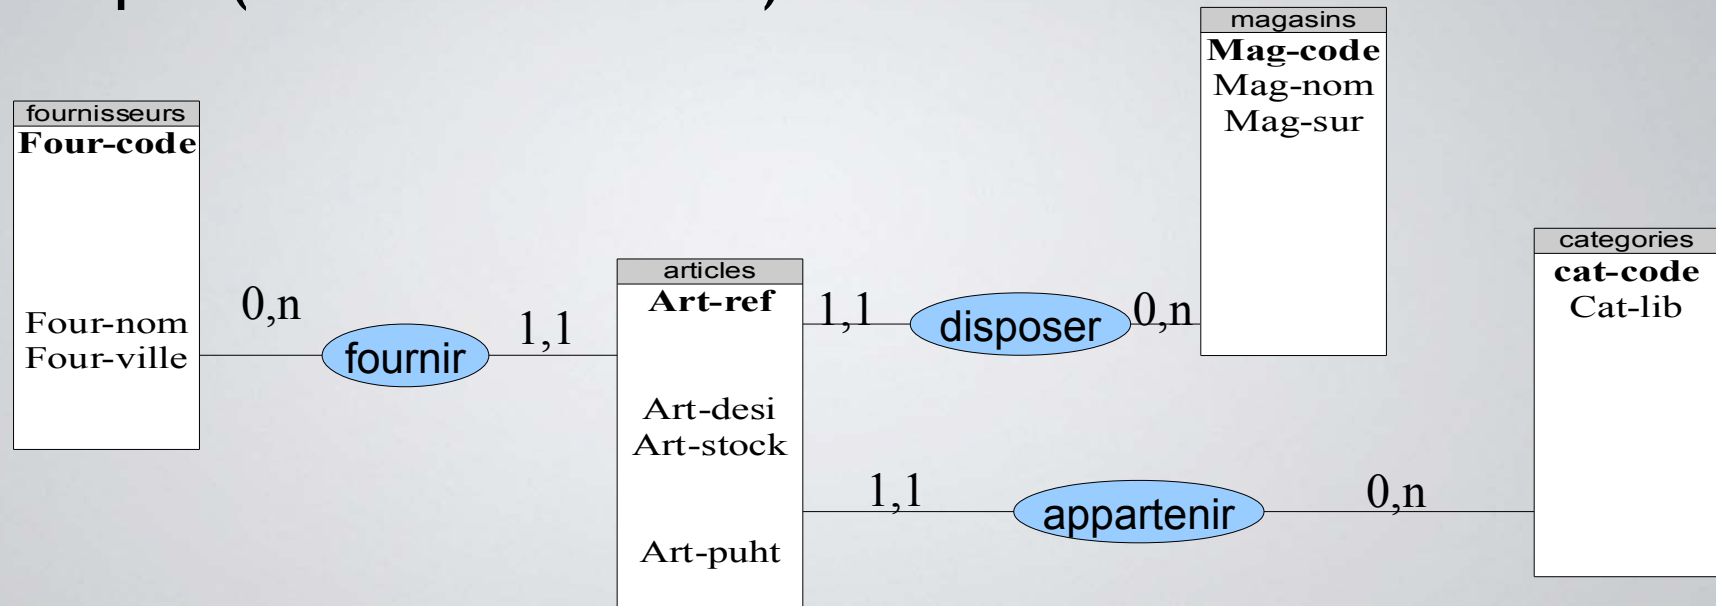 magasins
Mag-code
Mag-nom
Mag-sur
fournisseurs
Four-code
Four-nom
Four-ville
0,n
fournir
1,1
articles
Art-ref
Art-desi
Art-stock
Art-puht
1,1
disposer
0,n
1,1
appartenir
0,n
categories
cat-code
Cat-lib